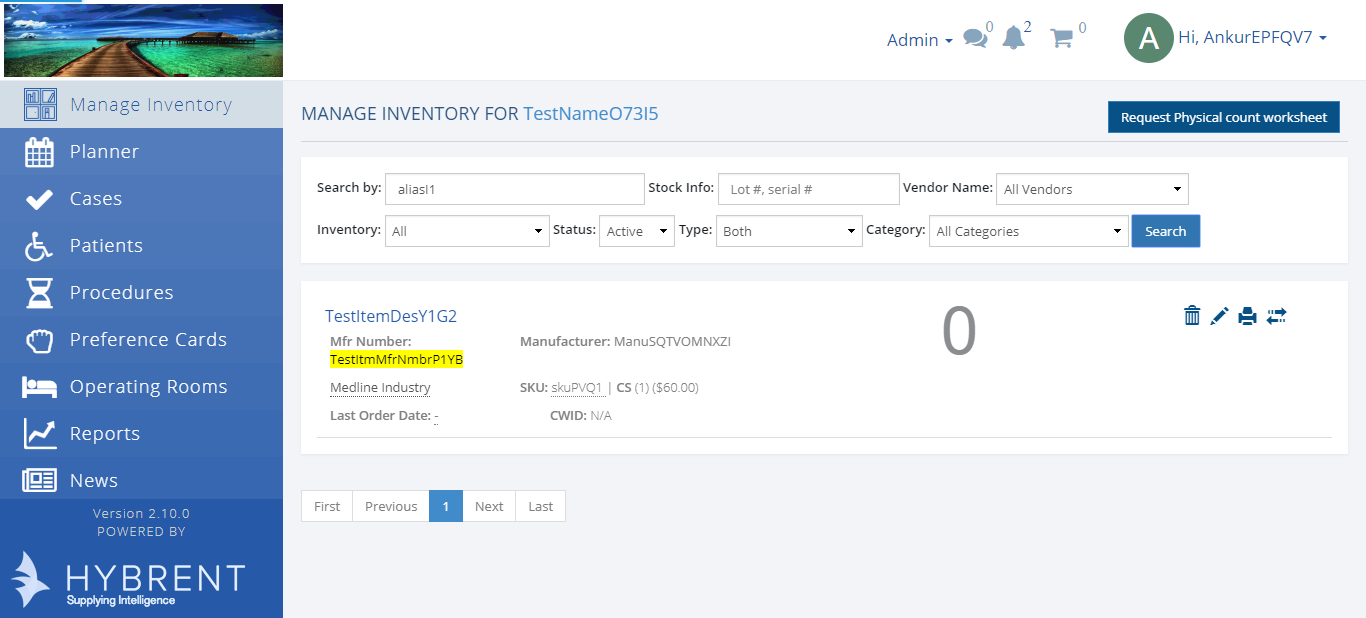 Admin 0 2 0 A Hi, AnkurEPFQV7
Manage Inventory
Planner
Cases
Patients
Procedures
Preference Cards
Operating Rooms
Reports
News
Version 2.10.0
POWERED BY
HYBRENT
Supplying Intelligence
MANAGE INVENTORY FOR TestNameO73I5
Request Physical count worksheet
Search by: aliasI1 Stock Info: Lot #, serial # Vendor Name: All Vendors
Inventory: All Status: Active Type: Both Category: All Categories Search
TestItemDesY1G2
0
Mfr Number: Manufacturer: ManuSQTVOMNXZI
TestItmMfrNmbrP1YB
Medline Industry SKU: skuPVQ1 | CS (1) ($60.00)
Last Order Date: - CWID: N/A
First Previous 1 Next Last